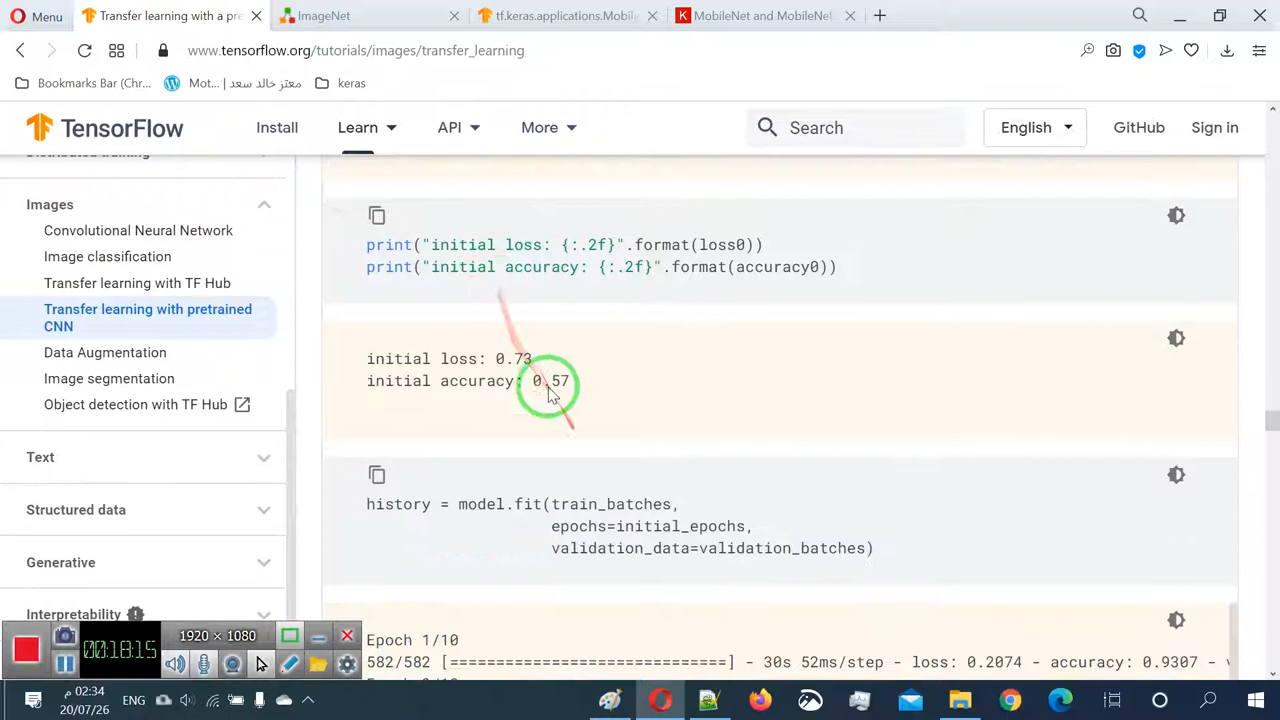 Menu
Transfer learning with a pre
ImageNet
tf.keras.applications.Mobil
MobileNet and MobileNet
www.tensorflow.org/tutorials/images/transfer_learning
Bookmarks Bar (Chr...
Mot... | معتز خالد سعد
keras
TensorFlow
Install
Learn
API
More
Search
English
GitHub
Sign in
Distributed training
Images
Convolutional Neural Network
Image classification
Transfer learning with TF Hub
Transfer learning with pretrained
CNN
Data Augmentation
Image segmentation
Object detection with TF Hub
Text
Structured data
Generative
Interpretability
print("initial loss: {:.2f}".format(loss0))
print("initial accuracy: {:.2f}".format(accuracy0))
initial loss: 0.73
initial accuracy: 0.57
history = model.fit(train_batches,
epochs=initial_epochs,
validation_data=validation_batches)
Epoch 1/10
582/582 [==============================] - 30s 52ms/step - loss: 0.2074 - accuracy: 0.9307 -
1920 × 1080
00:18:15
02:34 م
20/07/26
ENG